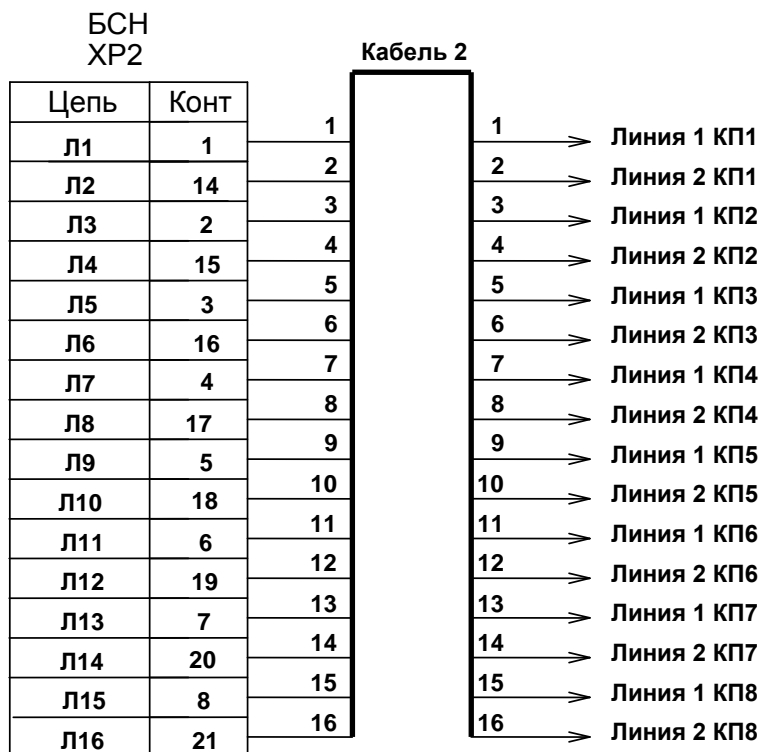 БСН
ХР2
Кабель 2
Цепь Конт
Л1 1 1 1 Линия 1 КП1
Л2 14 2 2 Линия 2 КП1
Л3 2 3 3 Линия 1 КП2
Л4 15 4 4 Линия 2 КП2
Л5 3 5 5 Линия 1 КП3
Л6 16 6 6 Линия 2 КП3
Л7 4 7 7 Линия 1 КП4
Л8 17 8 8 Линия 2 КП4
Л9 5 9 9 Линия 1 КП5
Л10 18 10 10 Линия 2 КП5
Л11 6 11 11 Линия 1 КП6
Л12 19 12 12 Линия 2 КП6
Л13 7 13 13 Линия 1 КП7
Л14 20 14 14 Линия 2 КП7
Л15 8 15 15 Линия 1 КП8
Л16 21 16 16 Линия 2 КП8